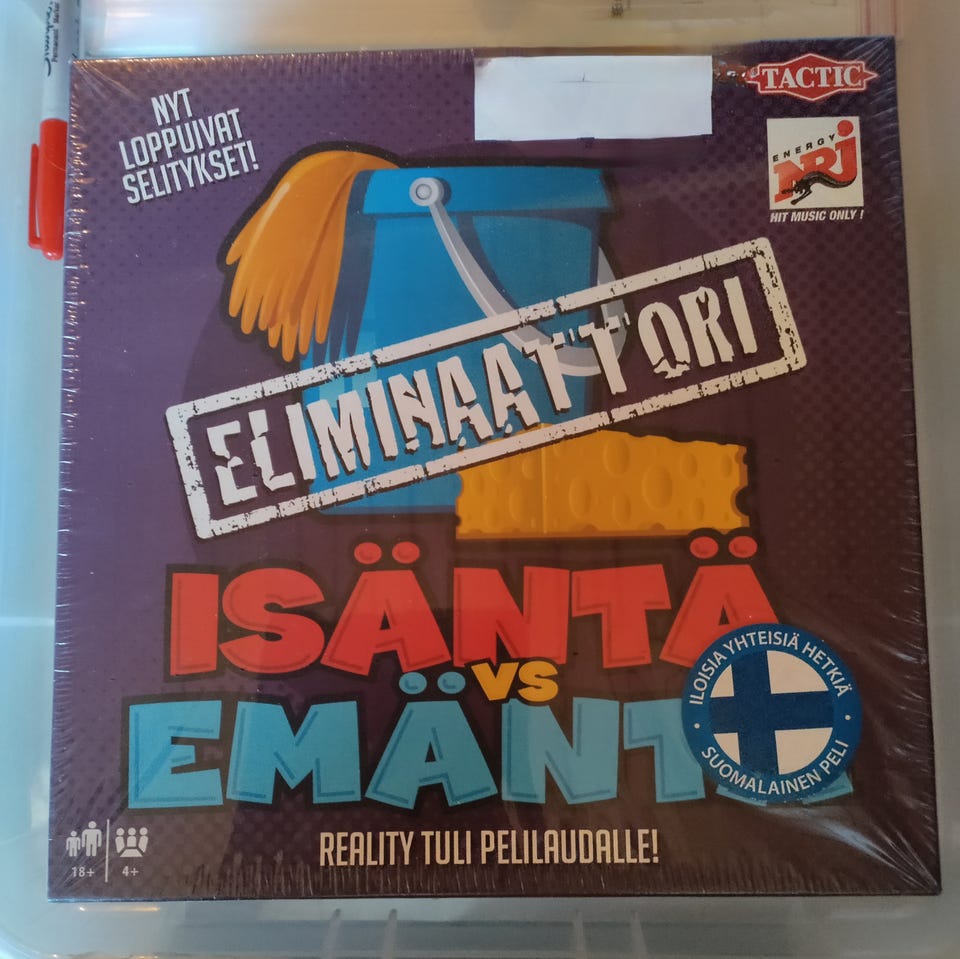 NYT
LOPPUIVAT
SELITYKSET!
TACTIC
ENERGY
NRJ
HIT MUSIC ONLY !
ELIMINAATTORI
ISÄNTÄ
VS
EMÄNT
ILOISIA YHTEISIÄ HETKIÄ
SUOMALAINEN PELI
REALITY TULI PELILAUDALLE!
18+
4+